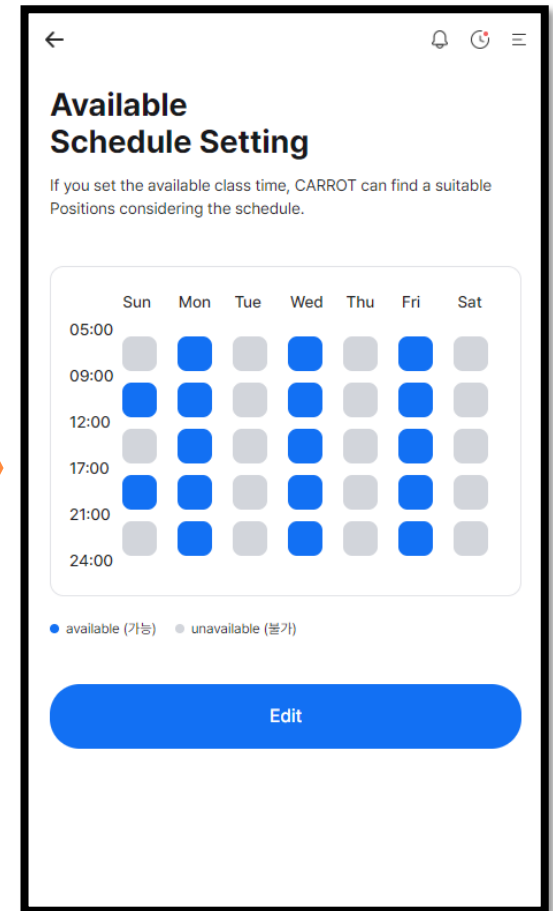 Available
Schedule Setting
If you set the available class time, CARROT can find a suitable
Positions considering the schedule.
Sun Mon Tue Wed Thu Fri Sat
05:00
09:00
12:00
17:00
21:00
24:00
available (가능) unavailable (불가)
Edit